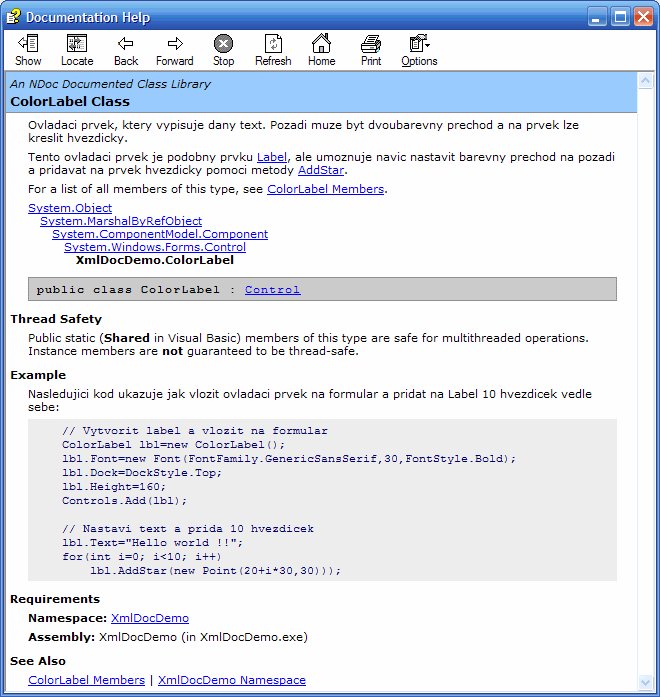 Documentation Help
Show Locate Back Forward Stop Refresh Home Print Options
An NDoc Documented Class Library
ColorLabel Class
Ovladaci prvek, ktery vypisuje dany text. Pozadi muze byt dvoubarevny prechod a na prvek lze
kreslit hvezdicky.
Tento ovladaci prvek je podobny prvku Label, ale umoznuje navic nastavit barevny prechod na pozadi
a pridavat na prvek hvezdicky pomoci metody AddStar.
For a list of all members of this type, see ColorLabel Members.
System.Object
System.MarshalByRefObject
System.ComponentModel.Component
System.Windows.Forms.Control
XmlDocDemo.ColorLabel
public class ColorLabel : Control
Thread Safety
Public static (Shared in Visual Basic) members of this type are safe for multithreaded operations.
Instance members are not guaranteed to be thread-safe.
Example
Nasledujici kod ukazuje jak vlozit ovladaci prvek na formular a pridat na Label 10 hvezdicek vedle
sebe:
// Vytvorit label a vlozit na formular
ColorLabel lbl=new ColorLabel();
lbl.Font=new Font(FontFamily.GenericSansSerif,30,FontStyle.Bold);
lbl.Dock=DockStyle.Top;
lbl.Height=160;
Controls.Add(lbl);
// Nastavi text a prida 10 hvezdicek
lbl.Text="Hello world !!";
for(int i=0; i<10; i++)
lbl.AddStar(new Point(20+i*30,30)));
Requirements
Namespace: XmlDocDemo
Assembly: XmlDocDemo (in XmlDocDemo.exe)
See Also
ColorLabel Members | XmlDocDemo Namespace